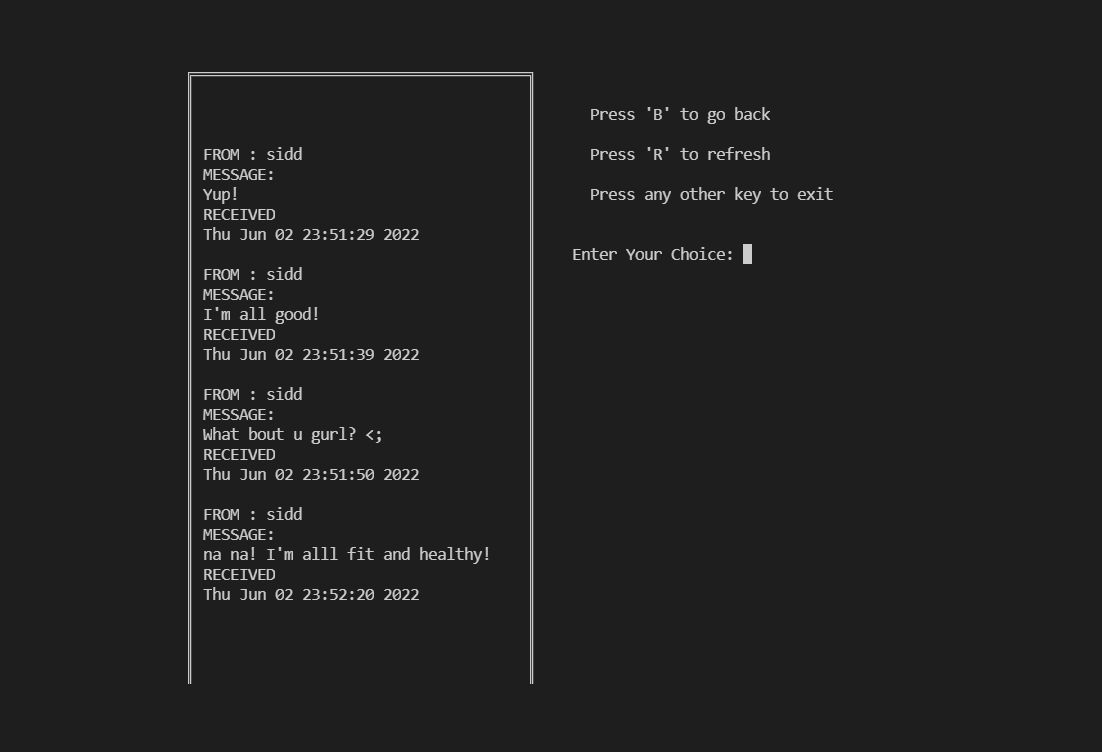 FROM : sidd
MESSAGE:
Yup!
RECEIVED
Thu Jun 02 23:51:29 2022
FROM : sidd
MESSAGE:
I'm all good!
RECEIVED
Thu Jun 02 23:51:39 2022
FROM : sidd
MESSAGE:
What bout u gurl? <;
RECEIVED
Thu Jun 02 23:51:50 2022
FROM : sidd
MESSAGE:
na na! I'm alll fit and healthy!
RECEIVED
Thu Jun 02 23:52:20 2022
Press 'B' to go back
Press 'R' to refresh
Press any other key to exit
Enter Your Choice: